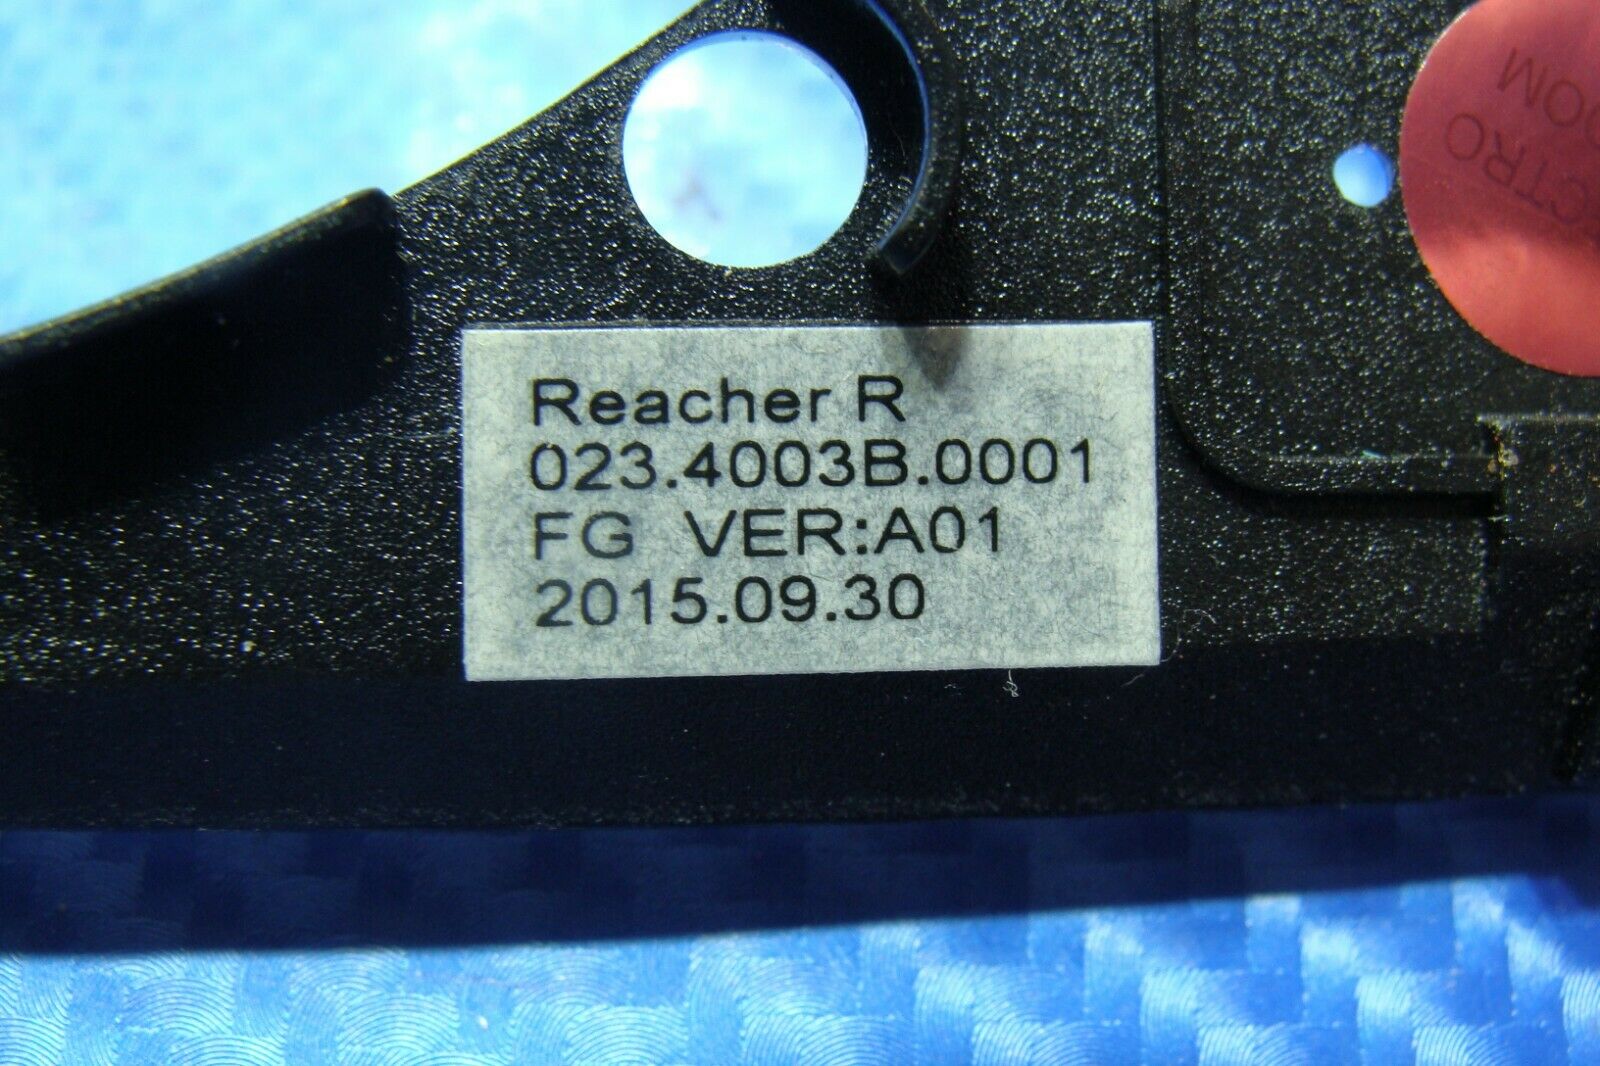 Reacher R
023.4003B.0001
FG VER:A01
2015.09.30